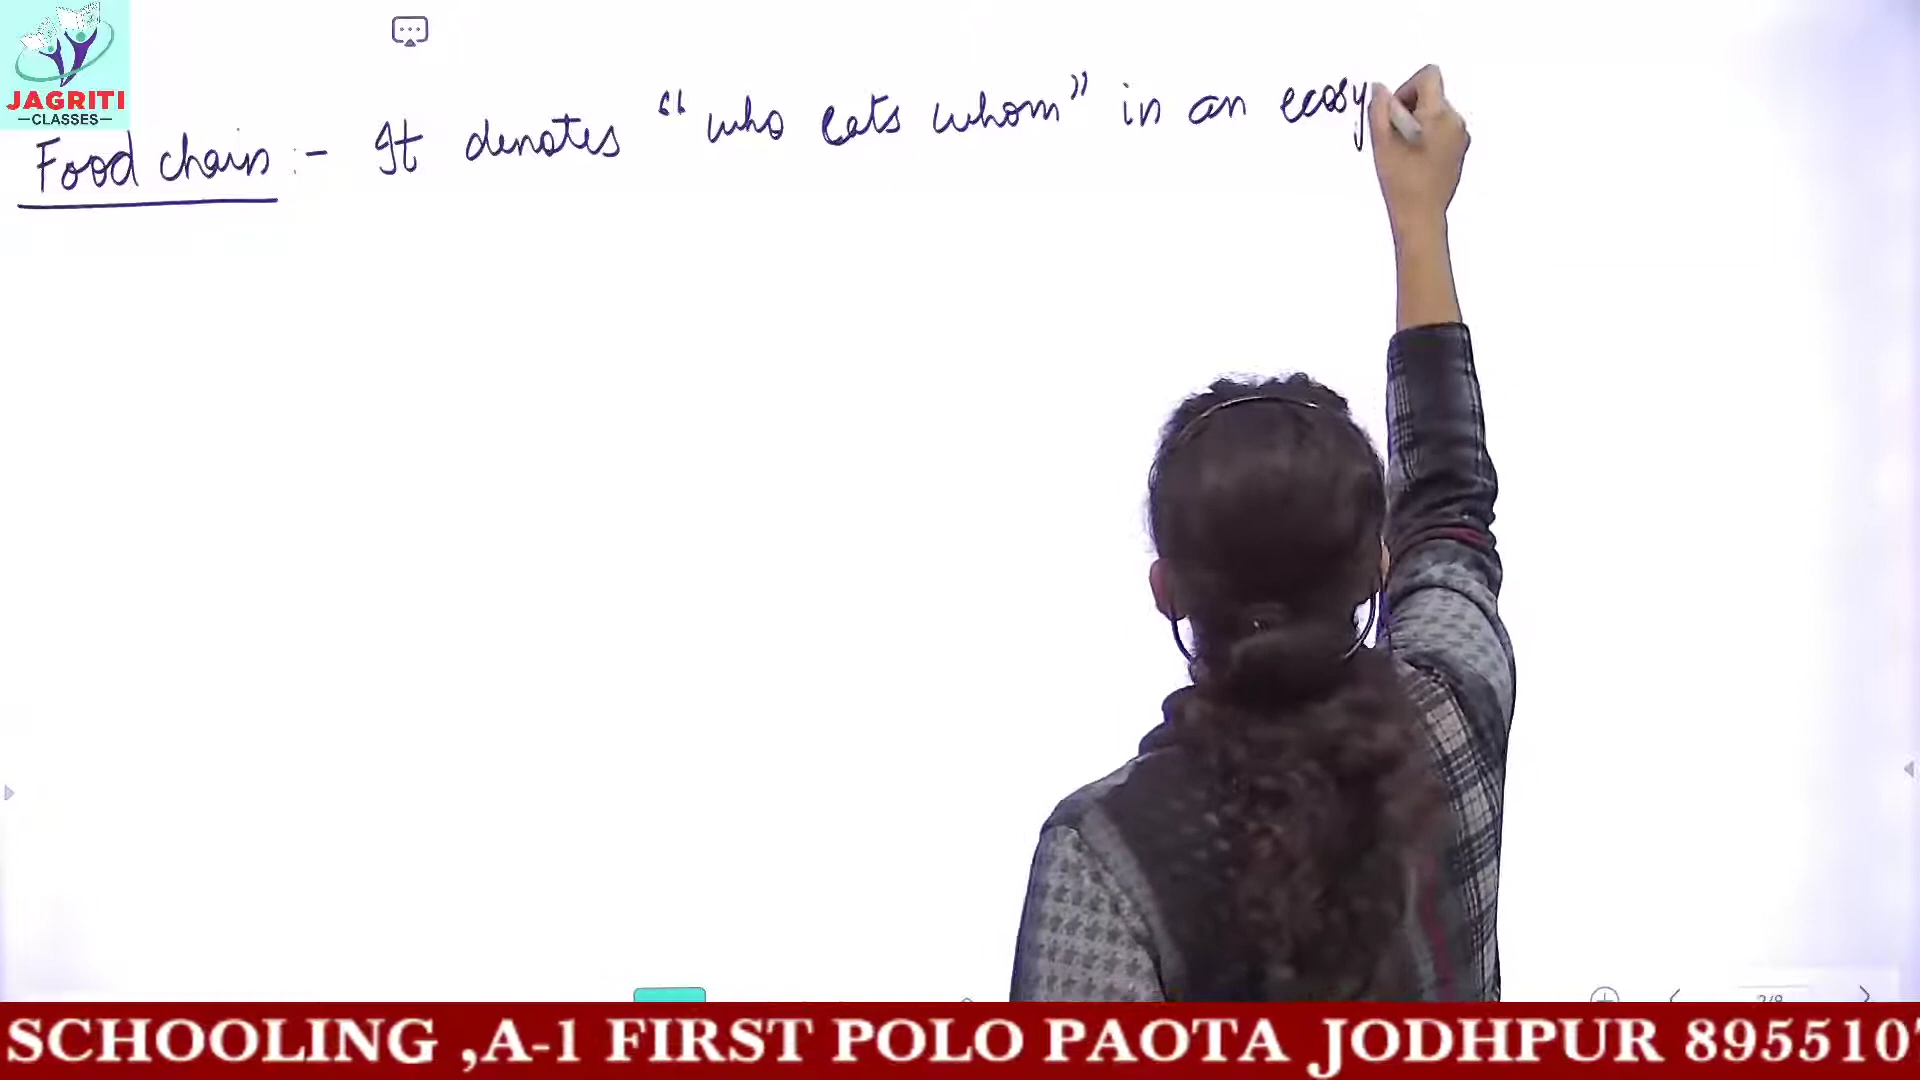 JAGRITI
—CLASSES—
Food chain :- It denotes “who eats whom” in an ecosy
SCHOOLING ,A-1 FIRST POLO PAOTA JODHPUR 895510